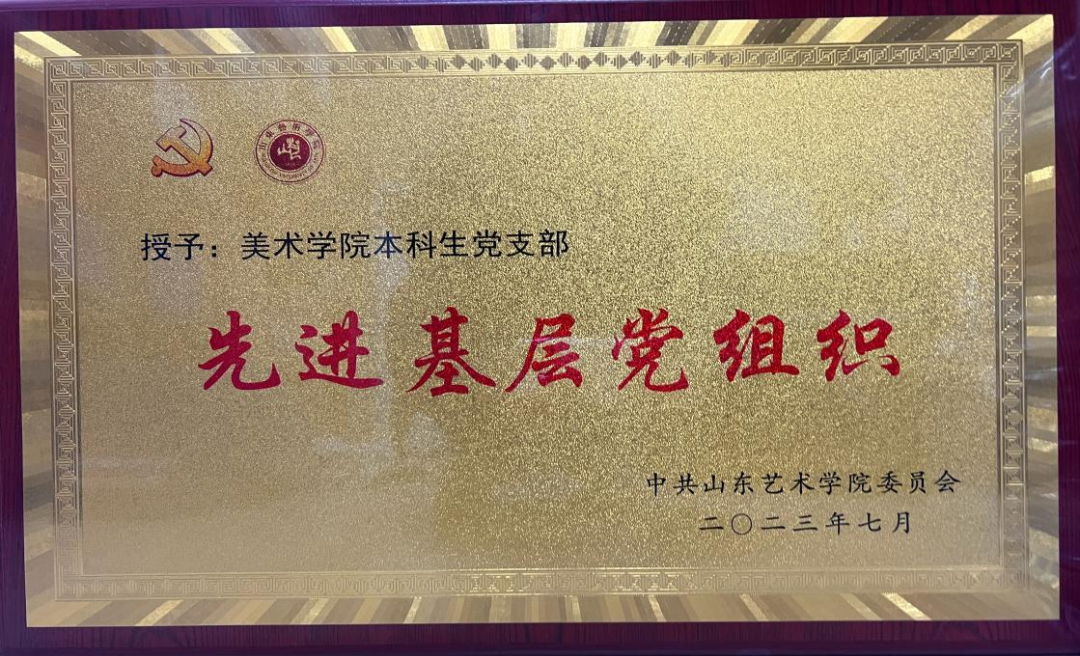 授予：美术学院本科生党支部
先进基层党组织
中共山东艺术学院委员会
二〇二三年七月